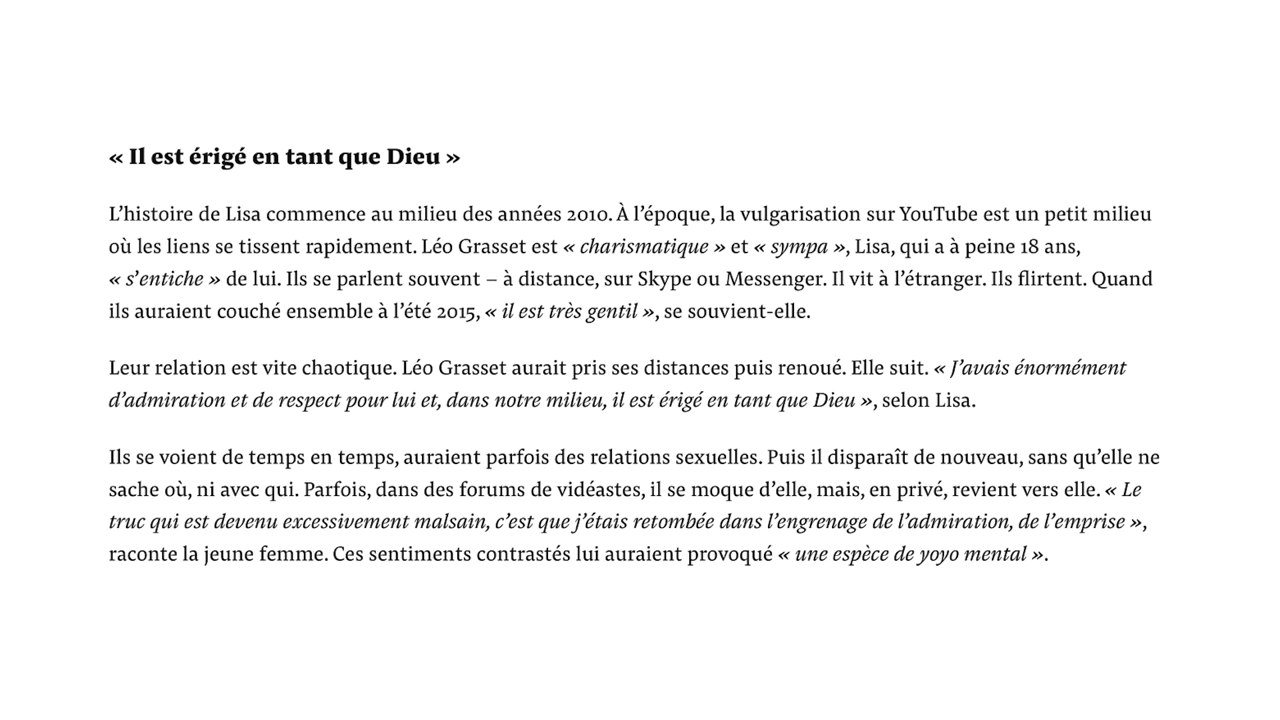 « Il est érigé en tant que Dieu »
L’histoire de Lisa commence au milieu des années 2010. À l’époque, la vulgarisation sur YouTube est un petit milieu
où les liens se tissent rapidement. Léo Grasset est « charismatique » et « sympa », Lisa, qui a à peine 18 ans,
« s’entiche » de lui. Ils se parlent souvent – à distance, sur Skype ou Messenger. Il vit à l’étranger. Ils flirtent. Quand
ils auraient couché ensemble à l’été 2015, « il est très gentil », se souvient-elle.
Leur relation est vite chaotique. Léo Grasset aurait pris ses distances puis renoué. Elle suit. « J’avais énormément
d’admiration et de respect pour lui et, dans notre milieu, il est érigé en tant que Dieu », selon Lisa.
Ils se voient de temps en temps, auraient parfois des relations sexuelles. Puis il disparaît de nouveau, sans qu’elle ne
sache où, ni avec qui. Parfois, dans des forums de vidéastes, il se moque d’elle, mais, en privé, revient vers elle. « Le
truc qui est devenu excessivement malsain, c’est que j’étais retombée dans l’engrenage de l’admiration, de l’emprise »,
raconte la jeune femme. Ces sentiments contrastés lui auraient provoqué « une espèce de yoyo mental ».